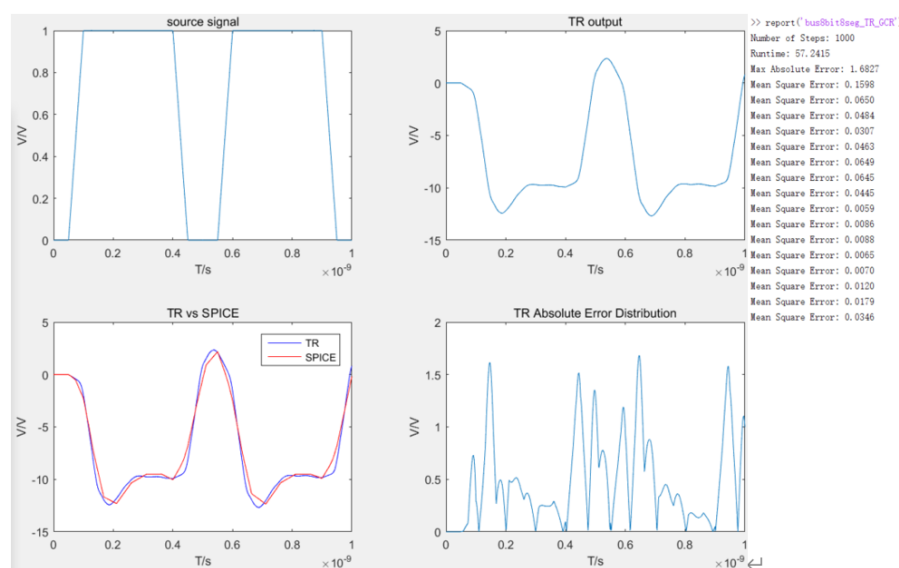 source signal
V/V
1
0.8
0.6
0.4
0.2
0
0 0.2 0.4 0.6 0.8 1
T/s
×10⁻⁹
TR output
V/V
5
0
-5
-10
-15
0 0.2 0.4 0.6 0.8 1
T/s
×10⁻⁹
TR vs SPICE
V/V
5
0
-5
-10
-15
TR
SPICE
0 0.2 0.4 0.6 0.8 1
T/s
×10⁻⁹
TR Absolute Error Distribution
V/V
2
1.5
1
0.5
0
0 0.2 0.4 0.6 0.8 1
T/s
×10⁻⁹
>> report('bus8bit8seg_TR_GCR'
Number of Steps: 1000
Runtime: 57.2415
Max Absolute Error: 1.6827
Mean Square Error: 0.1598
Mean Square Error: 0.0650
Mean Square Error: 0.0484
Mean Square Error: 0.0307
Mean Square Error: 0.0463
Mean Square Error: 0.0649
Mean Square Error: 0.0645
Mean Square Error: 0.0445
Mean Square Error: 0.0059
Mean Square Error: 0.0086
Mean Square Error: 0.0088
Mean Square Error: 0.0065
Mean Square Error: 0.0070
Mean Square Error: 0.0120
Mean Square Error: 0.0179
Mean Square Error: 0.0346